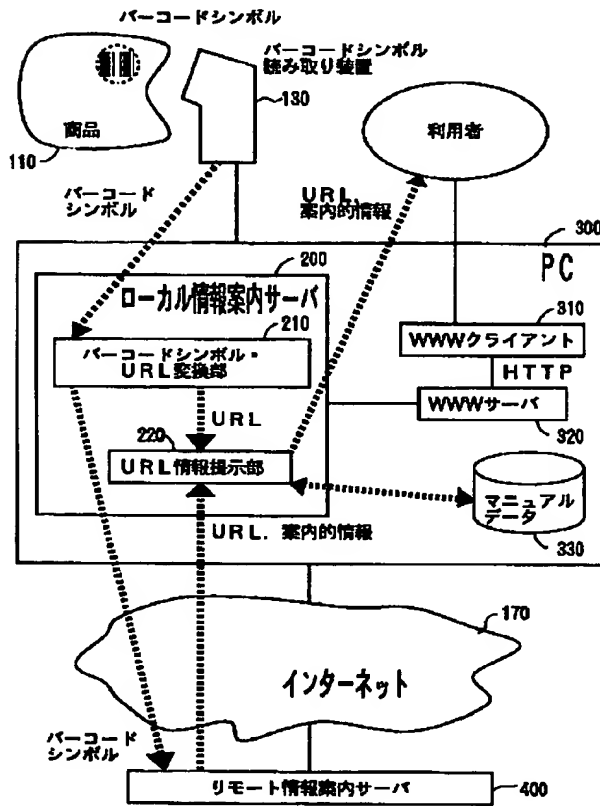 バーコードシンボル
バーコードシンボル
読み取り装置
130
商品
110
利用者
バーコード
シンボル
URL,
案内的情報
300
PC
200
ローカル情報案内サーバ
210
バーコードシンボル・
URL変換部
310
WWWクライアント
HTTP
WWWサーバ
320
URL
220
URL情報提示部
マニュアル
データ
330
URL, 案内的情報
170
インターネット
バーコード
シンボル
リモート情報案内サーバ
400